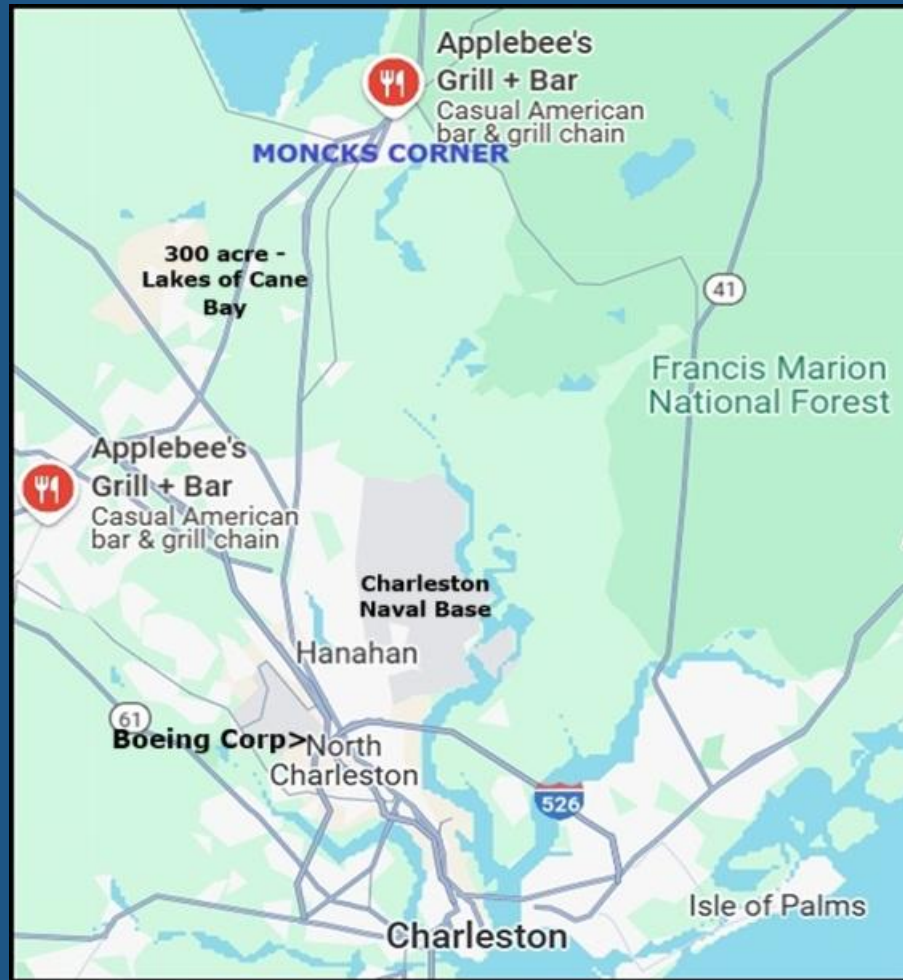 Applebee's
Grill + Bar
Casual American
bar & grill chain
MONCKS CORNER
300 acre -
Lakes of Cane
Bay
41
Francis Marion
National Forest
Applebee's
Grill + Bar
Casual American
bar & grill chain
Charleston
Naval Base
Hanahan
61
Boeing Corp>
North
Charleston
526
Isle of Palms
Charleston